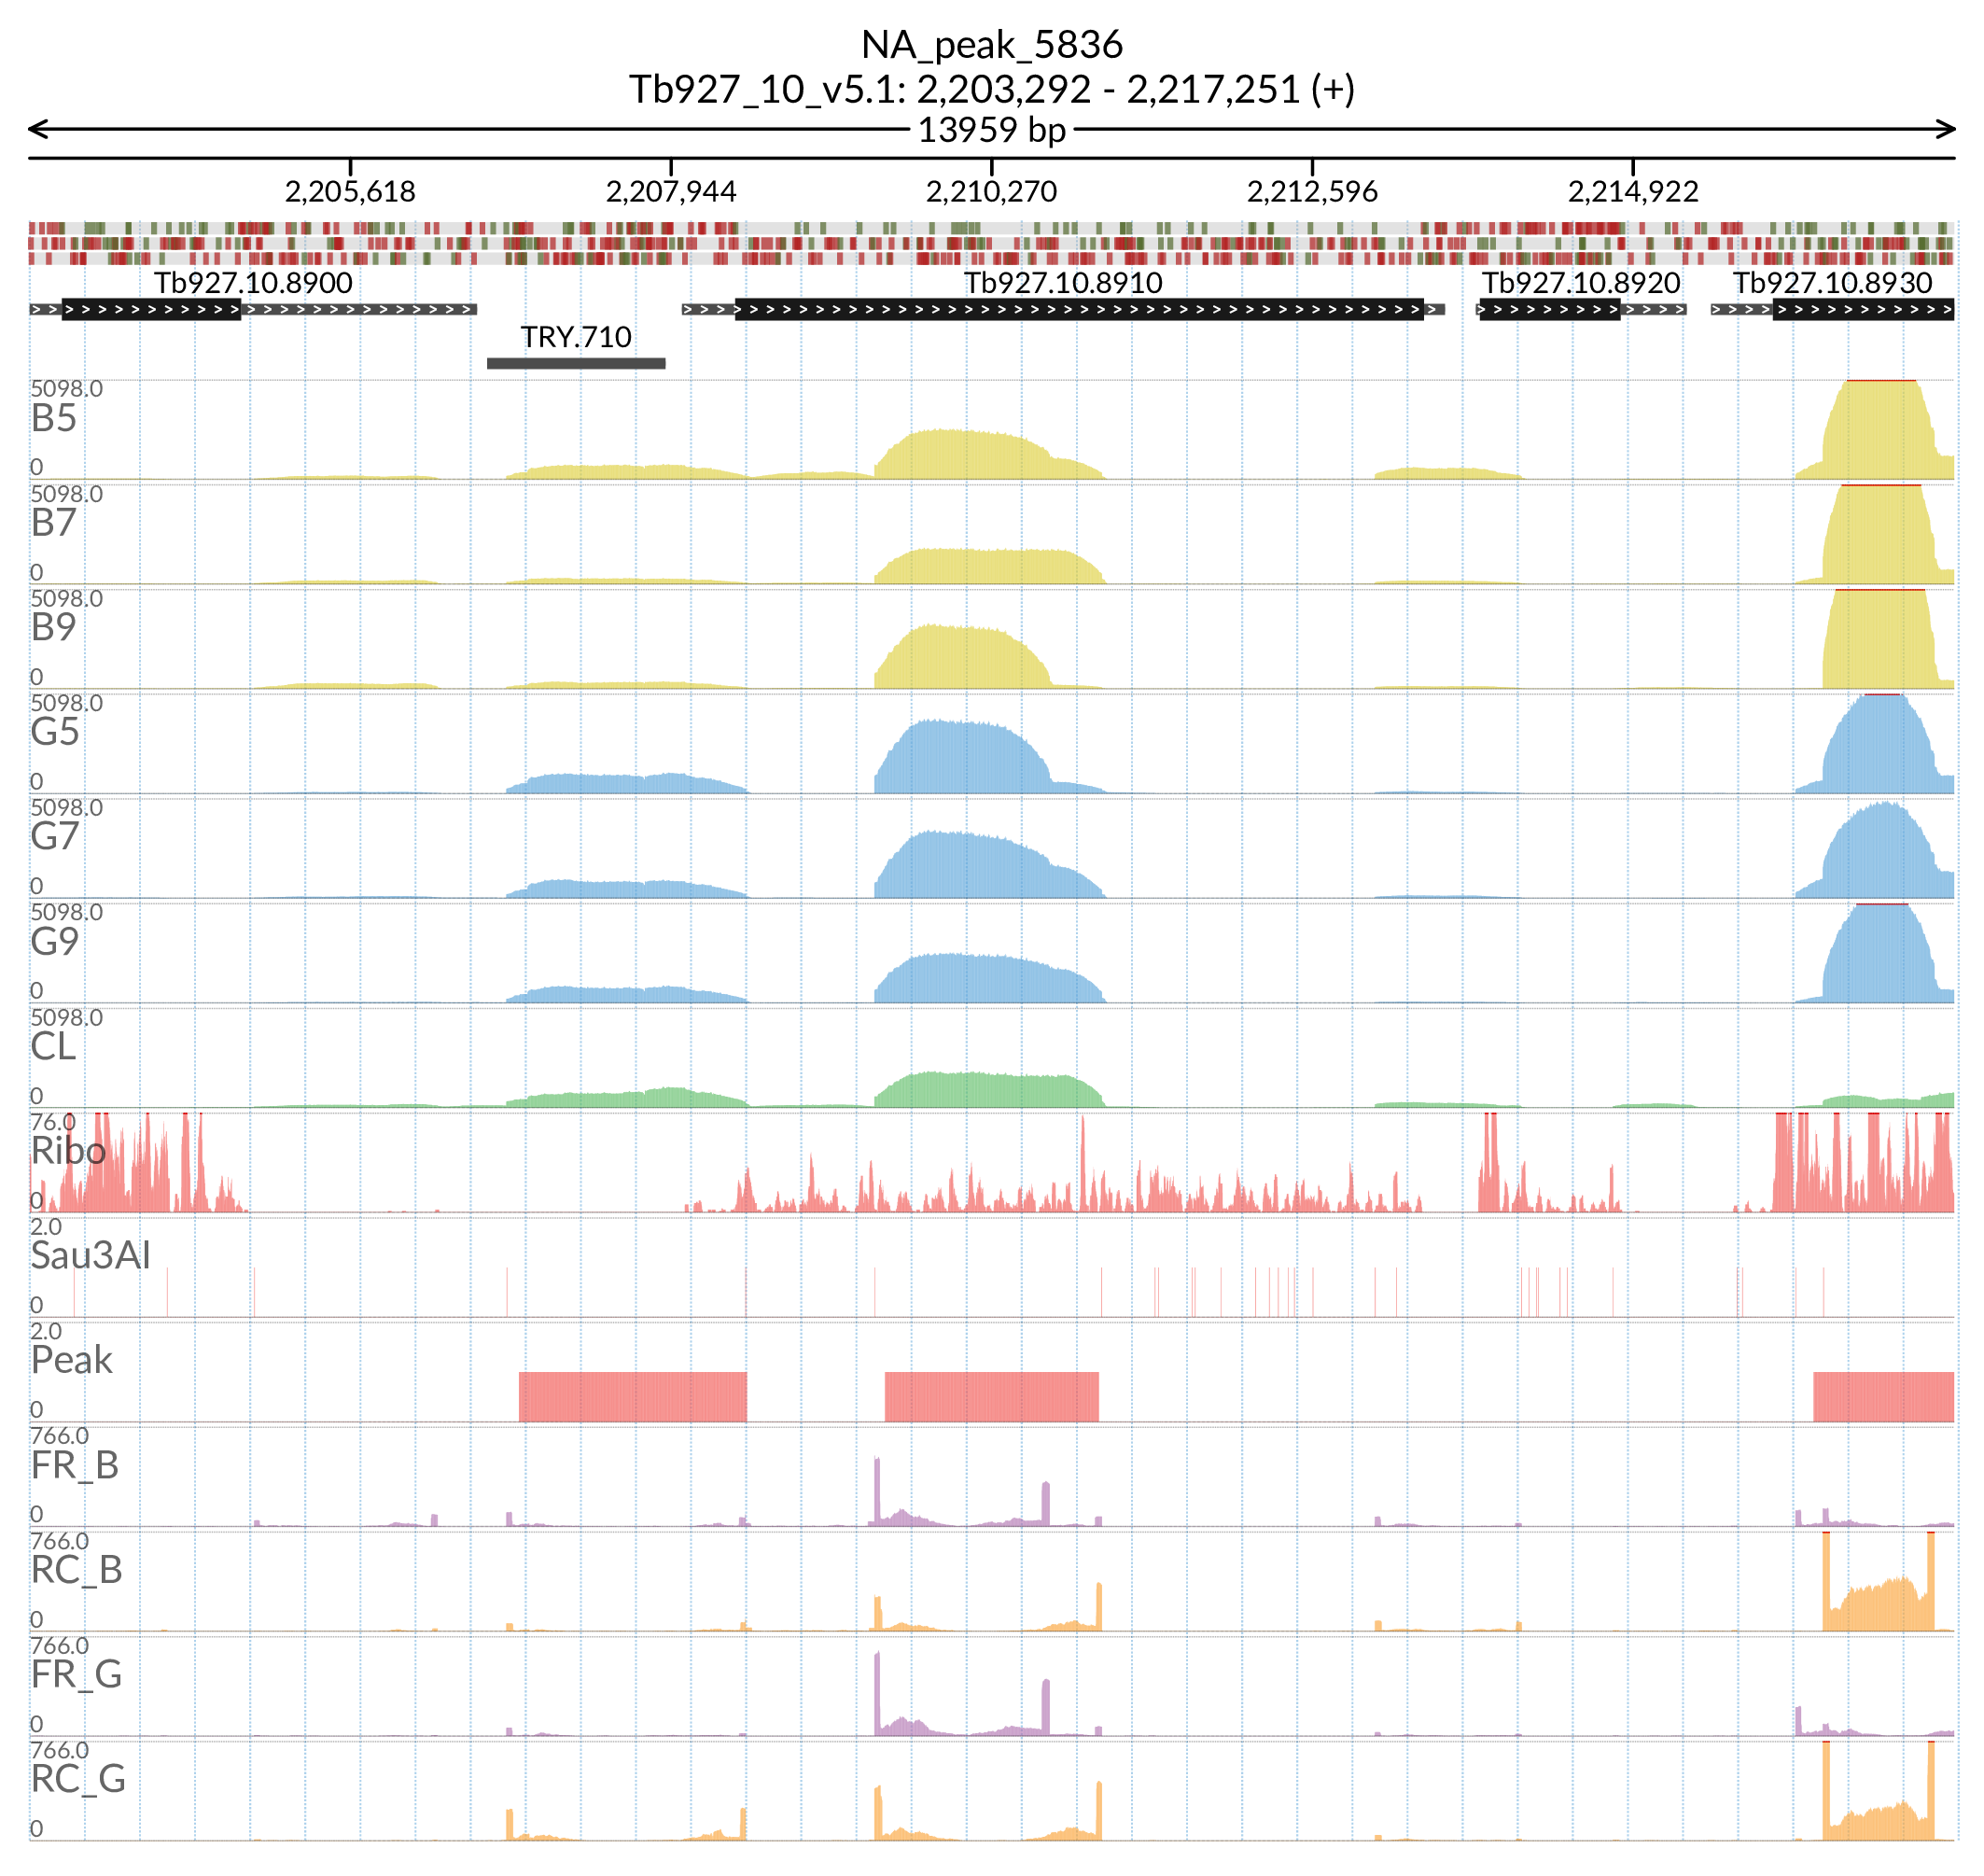 NA_peak_5836
Tb927_10_v5.1: 2,203,292 - 2,217,251 (+)
13959 bp
2,205,618 2,207,944 2,210,270 2,212,596 2,214,922
Tb927.10.8900 Tb927.10.8910 Tb927.10.8920 Tb927.10.8930
TRY.710
5098.0
B5
0
5098.0
B7
0
5098.0
B9
0
5098.0
G5
0
5098.0
G7
0
5098.0
G9
0
5098.0
CL
0
76.0
Ribo
0
2.0
Sau3AI
0
2.0
Peak
0
766.0
FR_B
0
766.0
RC_B
0
766.0
FR_G
0
766.0
RC_G
0